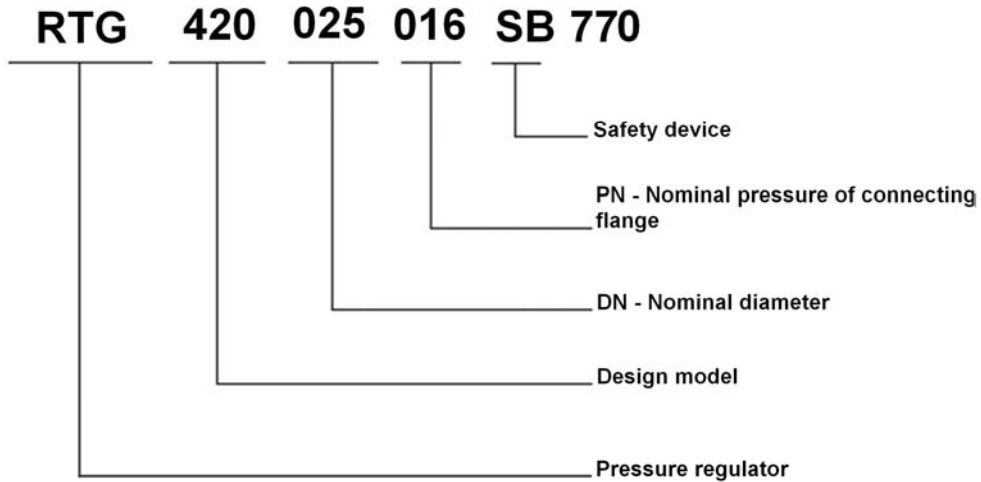 RTG 420 025 016 SB 770
Safety device
PN - Nominal pressure of connecting
flange
DN - Nominal diameter
Design model
Pressure regulator